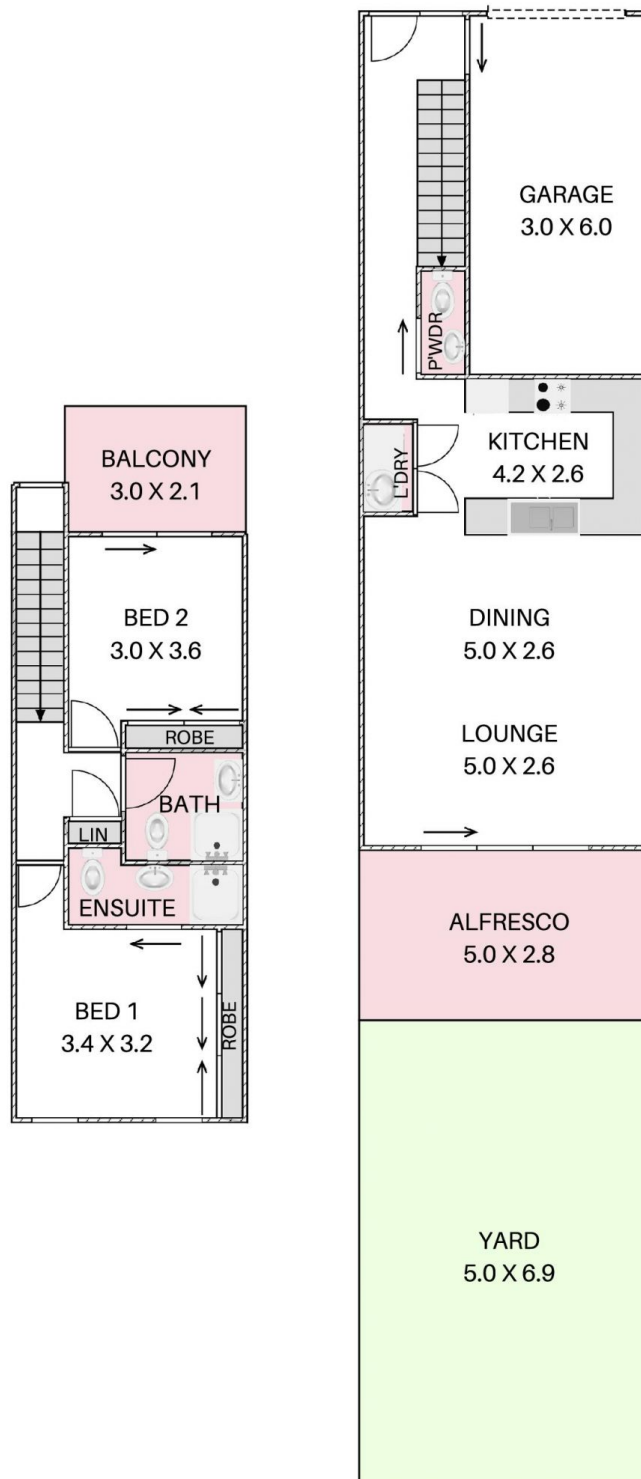 BALCONY
3.0 X 2.1
BED 2
3.0 X 3.6
ROBE
BATH
LIN
ENSUITE
BED 1
3.4 X 3.2
ROBE
GARAGE
3.0 X 6.0
P'WDR
L'DRY
KITCHEN
4.2 X 2.6
DINING
5.0 X 2.6
LOUNGE
5.0 X 2.6
ALFRESCO
5.0 X 2.8
YARD
5.0 X 6.9